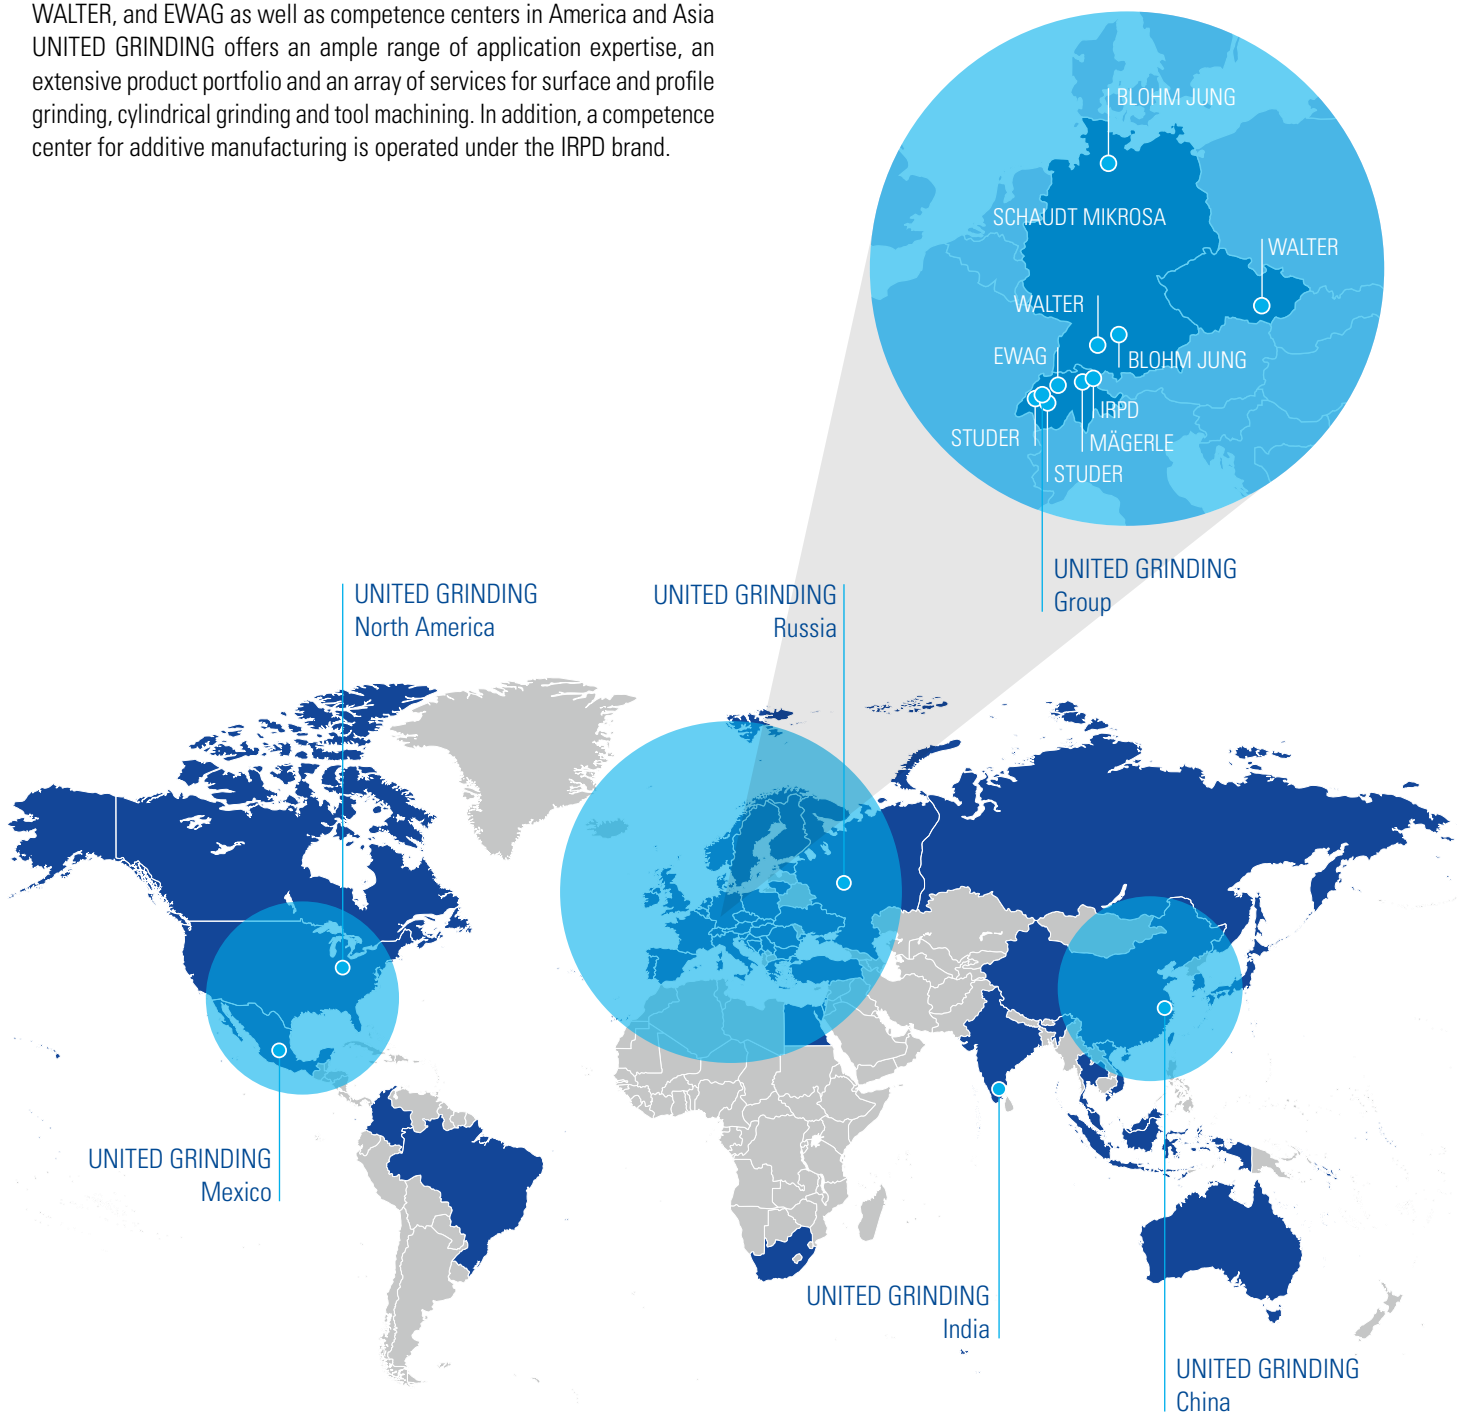 WALTER, and EWAG as well as competence centers in America and Asia
UNITED GRINDING offers an ample range of application expertise, an
extensive product portfolio and an array of services for surface and profile
grinding, cylindrical grinding and tool machining. In addition, a competence
center for additive manufacturing is operated under the IRPD brand.
BLOHM JUNG
SCHAUDT MIKROSA
WALTER
WALTER
EWAG
BLOHM JUNG
IRPD
STUDER
MÄGERLE
STUDER
UNITED GRINDING
Group
UNITED GRINDING
North America
UNITED GRINDING
Russia
UNITED GRINDING
Mexico
UNITED GRINDING
India
UNITED GRINDING
China